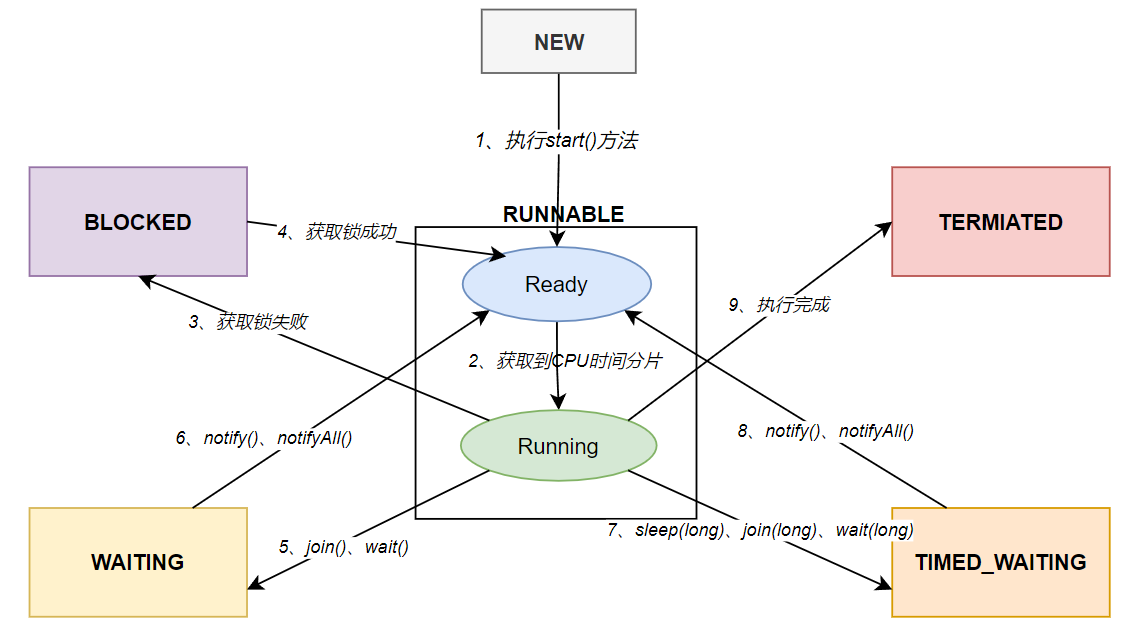 NEW
1、执行start()方法
BLOCKED
TERMIATED
RUNNABLE
4、获取锁成功
Ready
9、执行完成
3、获取锁失败
2、获取到CPU时间分片
6、notify()、notifyAll()
8、notify()、notifyAll()
Running
7、sleep(long)、join(long)、wait(long)
5、join()、wait()
WAITING
TIMED_WAITING